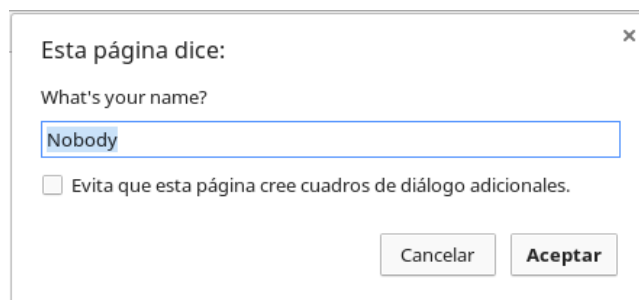 Esta página dice:
What's your name?
Nobody
Evita que esta página cree cuadros de diálogo adicionales.
Cancelar Aceptar